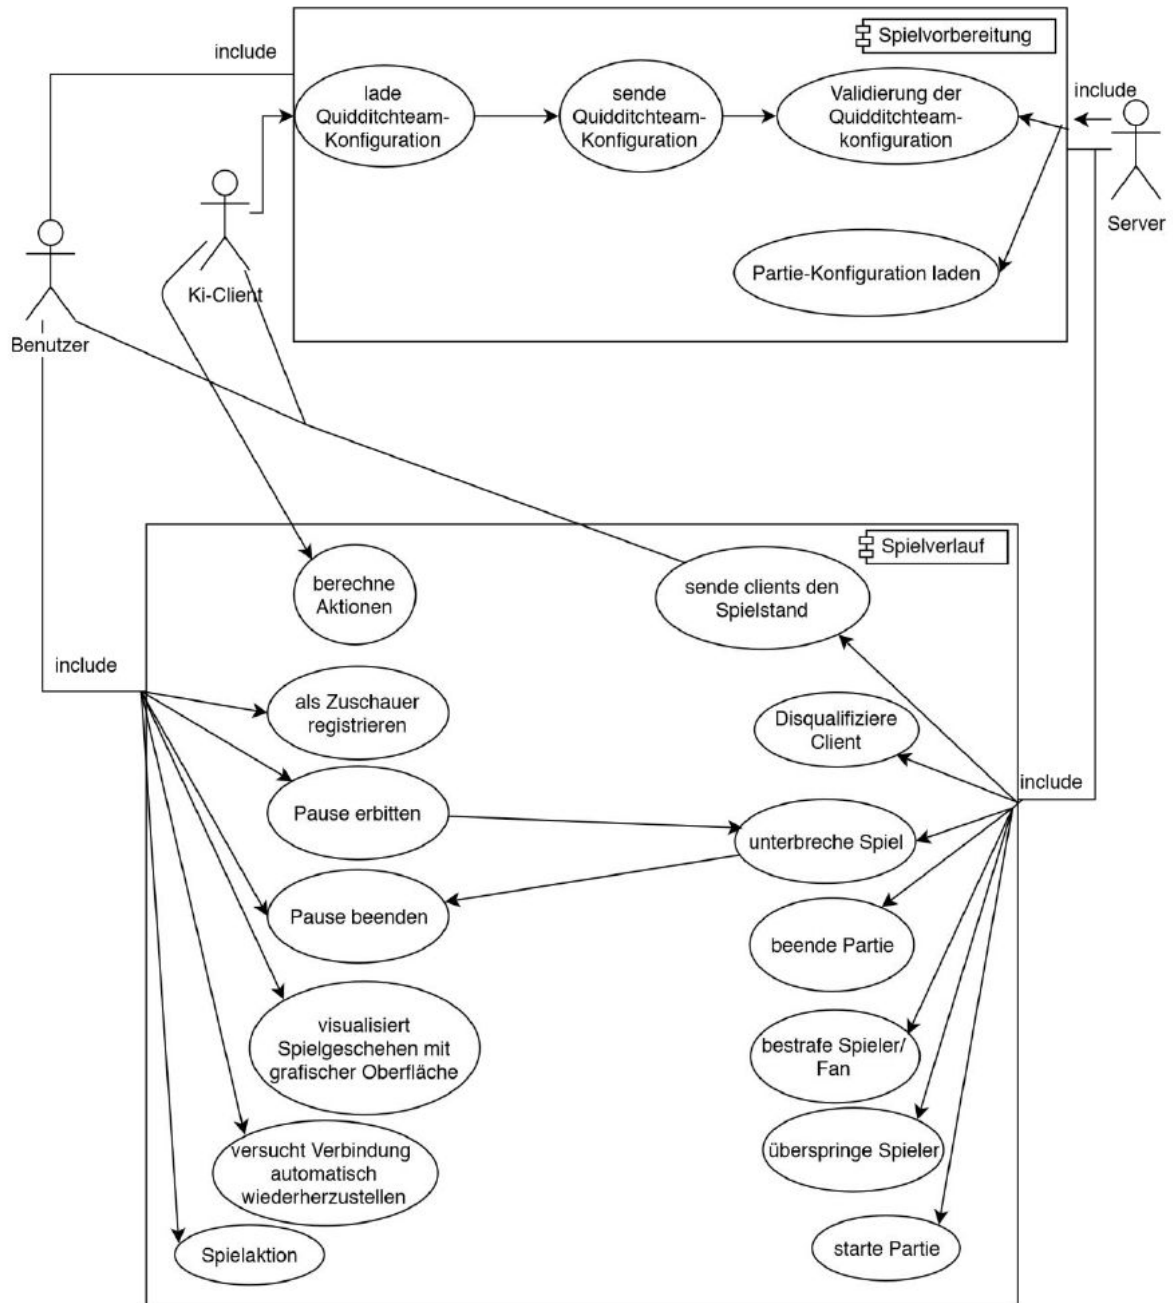 include
Spielvorbereitung
lade
Quidditchteam-
Konfiguration
sende
Quidditchteam-
Konfiguration
Validierung der
Quidditchteam-
konfiguration
include
Server
Partie-Konfiguration laden
Ki-Client
Benutzer
Spielverlauf
berechne
Aktionen
sende clients den
Spielstand
include
als Zuschauer
registrieren
Disqualifiziere
Client
include
Pause erbitten
unterbreche Spiel
Pause beenden
beende Partie
visualisiert
Spielgeschehen mit
grafischer Oberfläche
bestrafe Spieler/
Fan
versucht Verbindung
automatisch
wiederherzustellen
überspringe Spieler
Spielaktion
starte Partie